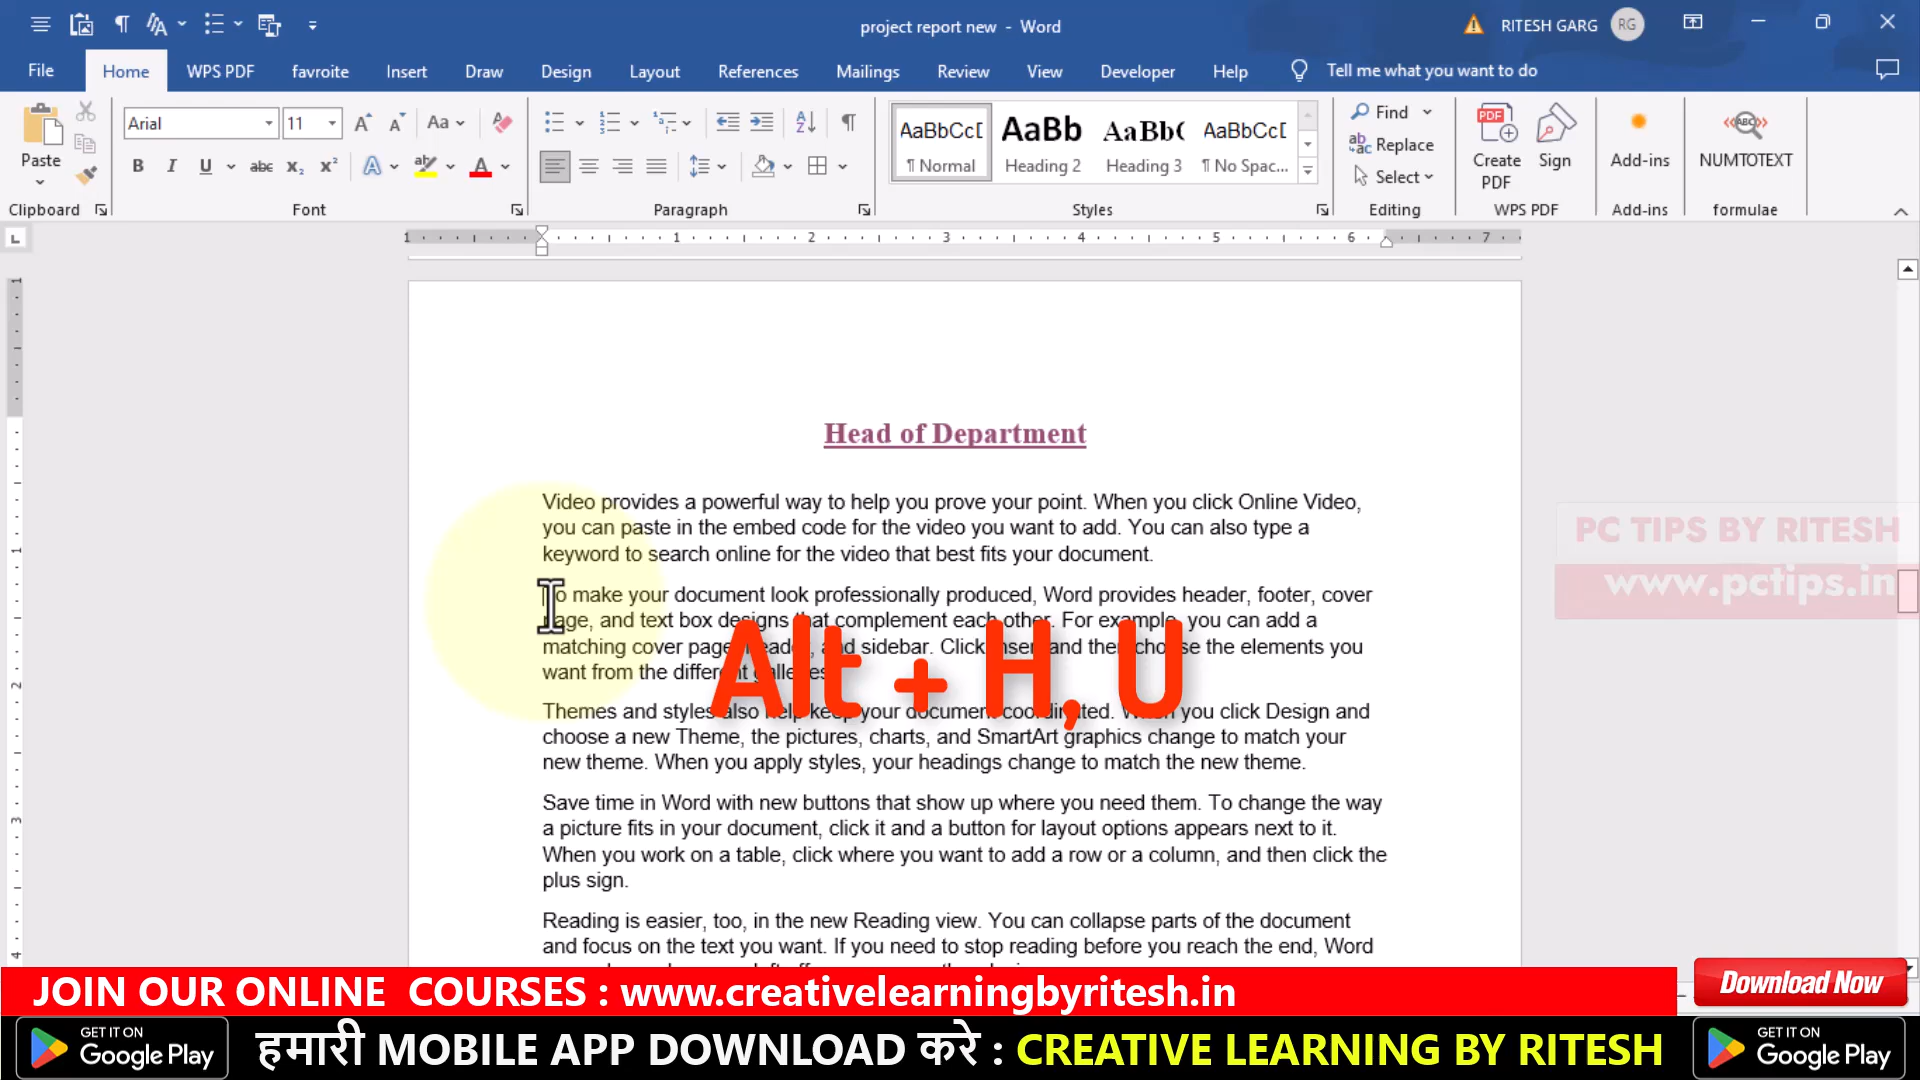 project report new - Word
RITESH GARG
RG
File
Home
WPS PDF
favroite
Insert
Draw
Design
Layout
References
Mailings
Review
View
Developer
Help
Tell me what you want to do
Paste
Clipboard
Arial
11
Aa
B I U abc x₂ x²
Font
Paragraph
AaBbCcD
¶ Normal
AaBb
Heading 2
AaBb(
Heading 3
AaBbCcD
¶ No Spac...
Styles
Find
Replace
Select
Editing
Create
PDF
Sign
WPS PDF
Add-ins
Add-ins
NUMTOTEXT
formulae
1 1 2 3 4 5 6 7
Head of Department
Video provides a powerful way to help you prove your point. When you click Online Video,
you can paste in the embed code for the video you want to add. You can also type a
keyword to search online for the video that best fits your document.
To make your document look professionally produced, Word provides header, footer, cover
page, and text box designs that complement each other. For example, you can add a
matching cover page, header, and sidebar. Click Insert and then choose the elements you
want from the different galleries
Alt + H, U
Themes and styles also help keep your document coordinated. When you click Design and
choose a new Theme, the pictures, charts, and SmartArt graphics change to match your
new theme. When you apply styles, your headings change to match the new theme.
Save time in Word with new buttons that show up where you need them. To change the way
a picture fits in your document, click it and a button for layout options appears next to it.
When you work on a table, click where you want to add a row or a column, and then click the
plus sign.
Reading is easier, too, in the new Reading view. You can collapse parts of the document
and focus on the text you want. If you need to stop reading before you reach the end, Word
PC TIPS BY RITESH
www.pctips.in
JOIN OUR ONLINE COURSES : www.creativelearningbyritesh.in
Download Now
GET IT ON
Google Play
हमारी MOBILE APP DOWNLOAD करे : CREATIVE LEARNING BY RITESH
GET IT ON
Google Play